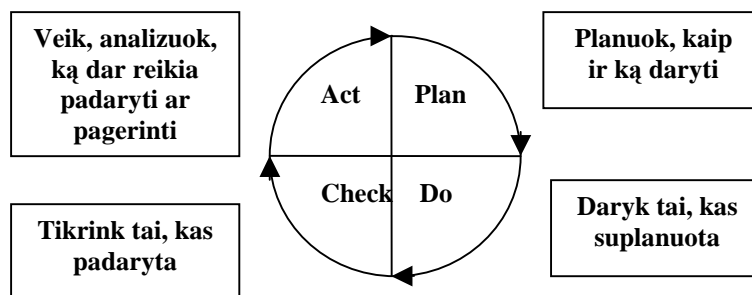 Veik, analizuok,
ką dar reikia
padaryti ar
pagerinti
Act
Plan
Planuok, kaip
ir ką daryti
Tikrink tai, kas
padaryta
Check
Do
Daryk tai, kas
suplanuota